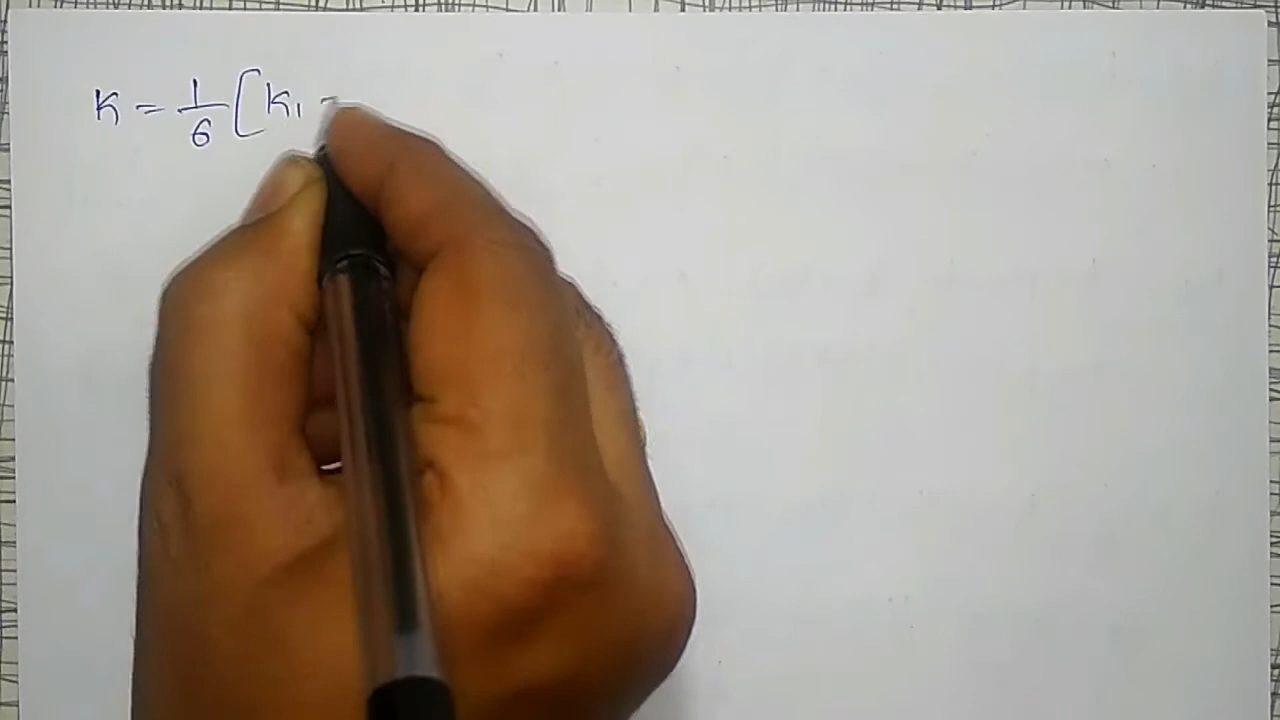 K = 1/6 [K₁